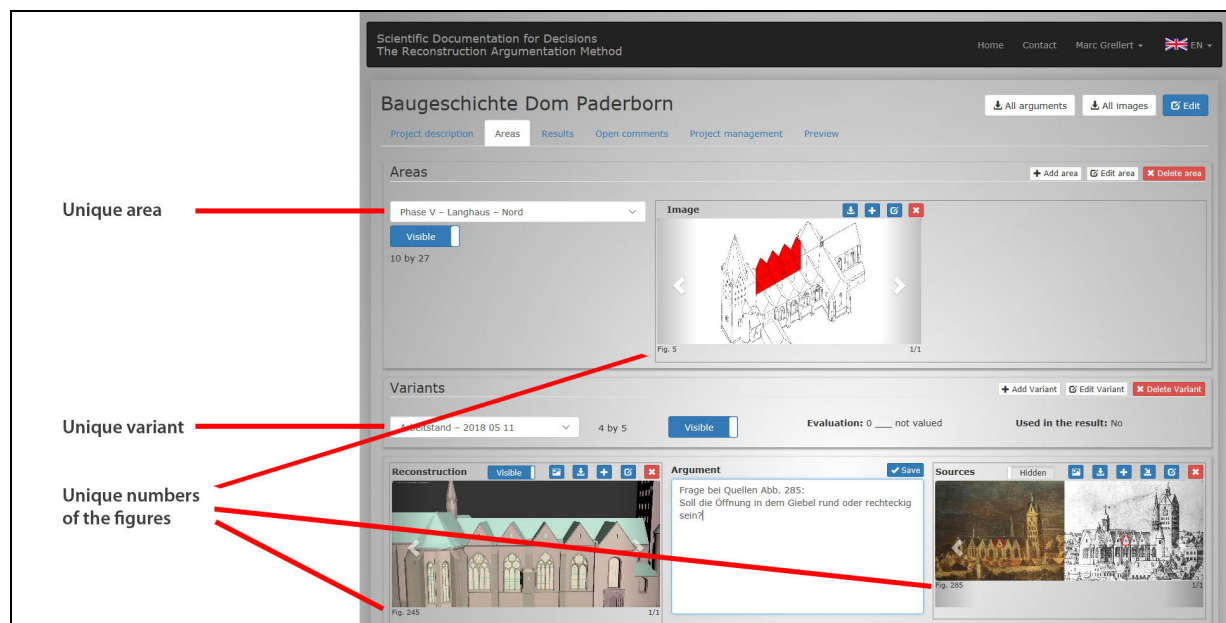 Scientific Documentation for Decisions
The Reconstruction Argumentation Method
Home Contact Marc Grellert EN
Baugeschichte Dom Paderborn
All arguments All images Edit
Project description Areas Results Open comments Project management Preview
Areas
Add area Edit area Delete area
Unique area
Phase V – Langhaus – Nord
Visible
10 by 27
Image
Fig. 5 1/1
Variants
Add Variant Edit Variant Delete Variant
Unique variant
Arbeitstand – 2018 05 11
4 by 5
Visible
Evaluation: 0 ___ not valued
Used in the result: No
Unique numbers
of the figures
Reconstruction Visible
Fig. 245 1/1
Argument Save
Frage bei Quellen Abb. 285:
Soll die Öffnung in dem Giebel rund oder rechteckig
sein?
Sources Hidden
Fig. 285 1/1